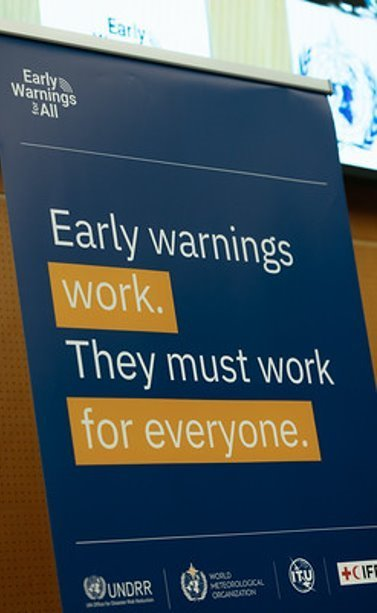 Early
Early
Warnings
for
All
Early warnings
work.
They must work
for everyone.
UNDRR
UN Office for Disaster Risk Reduction
WORLD
METEOROLOGICAL
ORGANIZATION
ITU
IFR